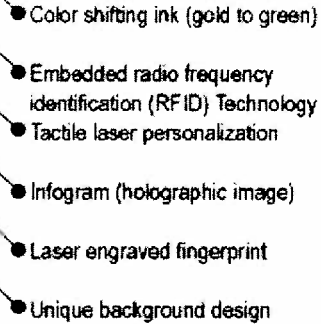 Color shifting ink (gold to green)
Embedded radio frequency
identification (RFID) Technology
Tactile laser personalization
Infogram (holographic image)
Laser engraved fingerprint
Unique background design